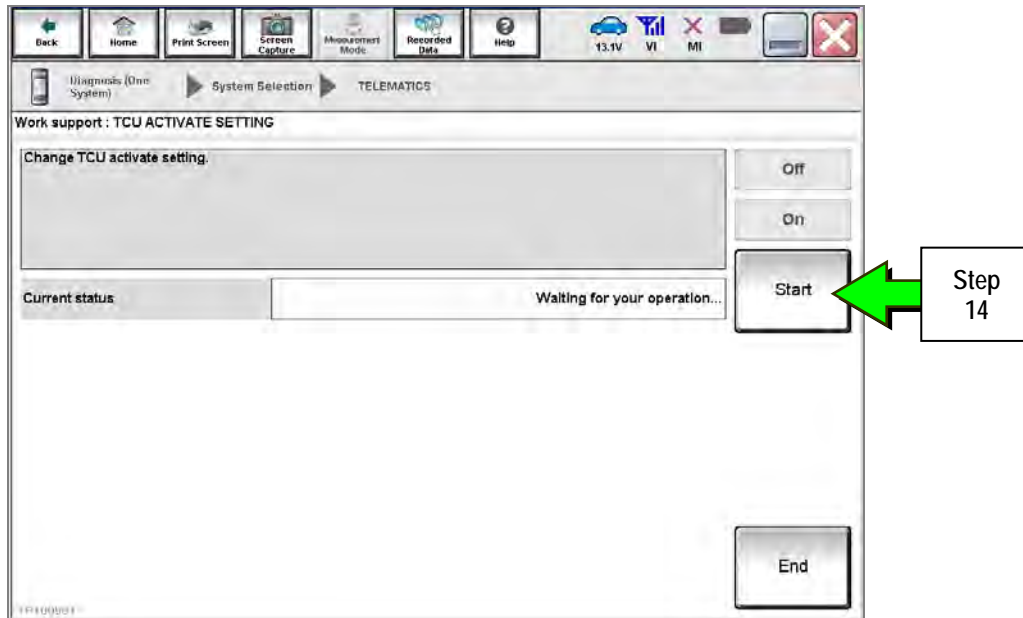 Back
Home
Print Screen
Screen
Capture
Measurement
Mode
Recorded
Data
Help
13.1V
VI
MI
Diagnosis (One
System)
System Selection
TELEMATICS
Work support : TCU ACTIVATE SETTING
Change TCU activate setting.
Off
On
Current status
Waiting for your operation...
Start
Step
14
End